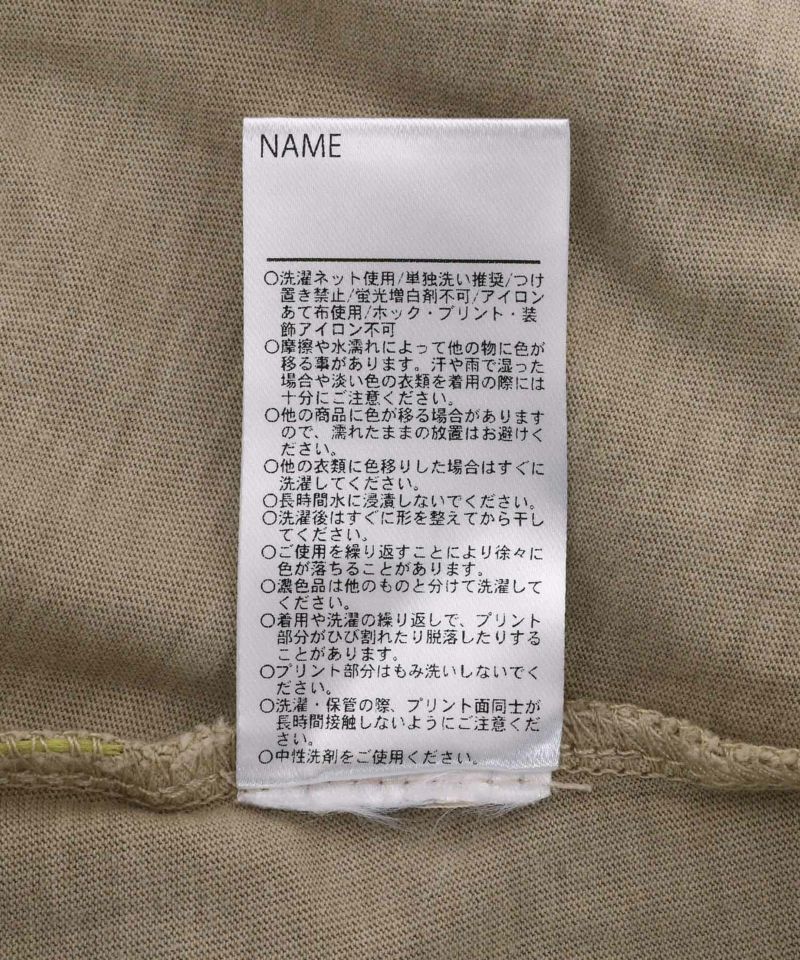 NAME
○洗濯ネット使用/単独洗い推奨/つけ
置き禁止/蛍光増白剤不可/アイロン
あて布使用/ホック・プリント・装
飾アイロン不可
○摩擦や水濡れによって他の物に色が
移る事があります。汗や雨で湿った
場合や淡い色の衣類を着用の際には
十分にご注意ください。
○他の商品に色が移る場合があります
ので、濡れたままの放置はお避けく
ださい。
○他の衣類に色移りした場合はすぐに
洗濯してください。
○長時間水に浸漬しないでください。
○洗濯後はすぐに形を整えてから干し
てください。
○ご使用を繰り返すことにより徐々に
色が落ちることがあります。
○濃色品は他のものと分けて洗濯して
ください。
○着用や洗濯の繰り返しで、プリント
部分がひび割れたり脱落したりする
ことがあります。
○プリント部分はもみ洗いしないでく
ださい。
○洗濯・保管の際、プリント面同士が
長時間接触しないようにご注意くだ
さい。
○中性洗剤をご使用ください。